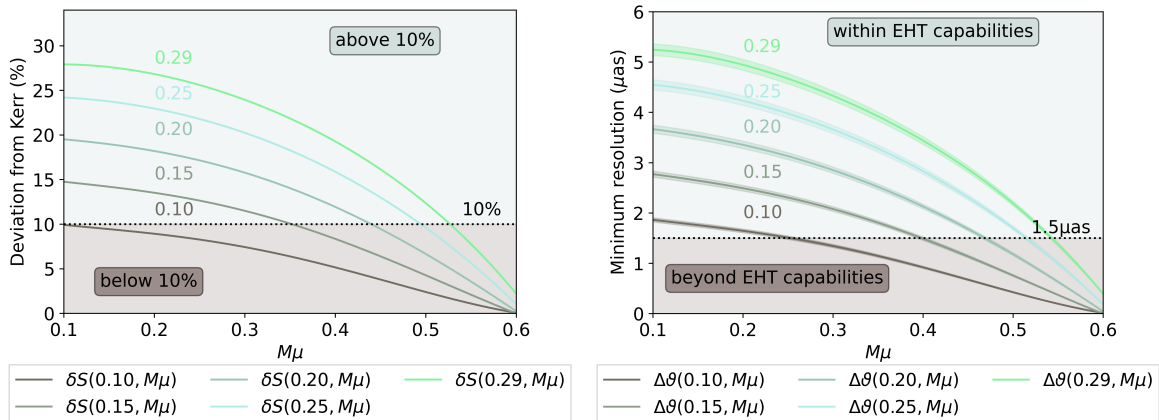 Deviation from Kerr (%)
30
25
20
15
10
5
0
above 10%
0.29
0.25
0.20
0.15
0.10
10%
below 10%
0.1 0.2 0.3 0.4 0.5 0.6
Mμ
δS(0.10, Mμ) δS(0.20, Mμ) δS(0.29, Mμ)
δS(0.15, Mμ) δS(0.25, Mμ)
Minimum resolution (μas)
6
5
4
3
2
1
0
within EHT capabilities
0.29
0.25
0.20
0.15
0.10
1.5μas
beyond EHT capabilities
0.1 0.2 0.3 0.4 0.5 0.6
Mμ
Δϑ(0.10, Mμ) Δϑ(0.20, Mμ) Δϑ(0.29, Mμ)
Δϑ(0.15, Mμ) Δϑ(0.25, Mμ)